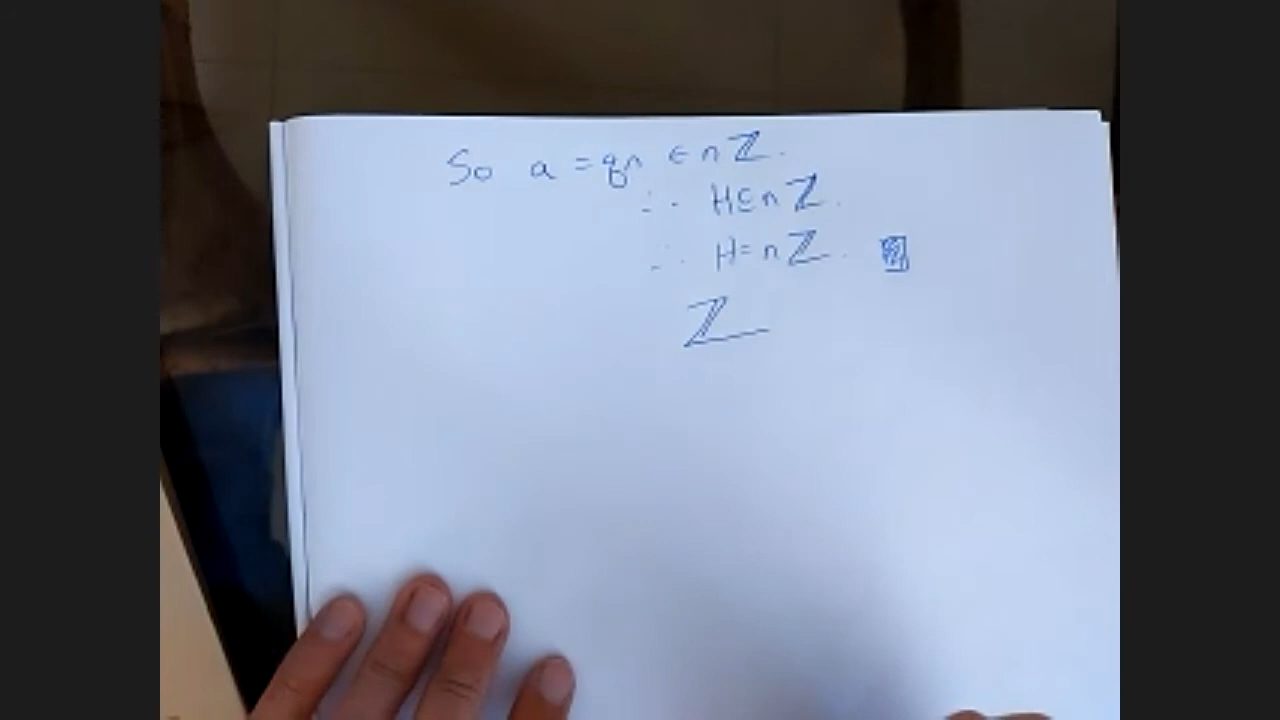 So a = qn ∈ nℤ.
∴ H ⊆ nℤ.
∴ H = nℤ.
ℤ